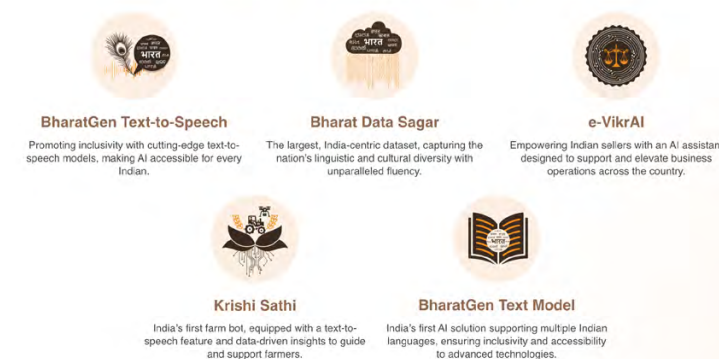 भारत
भारत
BharatGen Text-to-Speech
Bharat Data Sagar
e-VikrAI
Promoting inclusivity with cutting-edge text-to-
speech models, making AI accessible for every
Indian.
The largest, India-centric dataset, capturing the
nation's linguistic and cultural diversity with
unparalleled fluency.
Empowering Indian sellers with an AI assistan
designed to support and elevate business
operations across the country.
भारत
Krishi Sathi
BharatGen Text Model
India's first farm bot, equipped with a text-to-
speech feature and data-driven insights to guide
and support farmers.
India's first AI solution supporting multiple Indian
languages, ensuring inclusivity and accessibility
to advanced technologies.